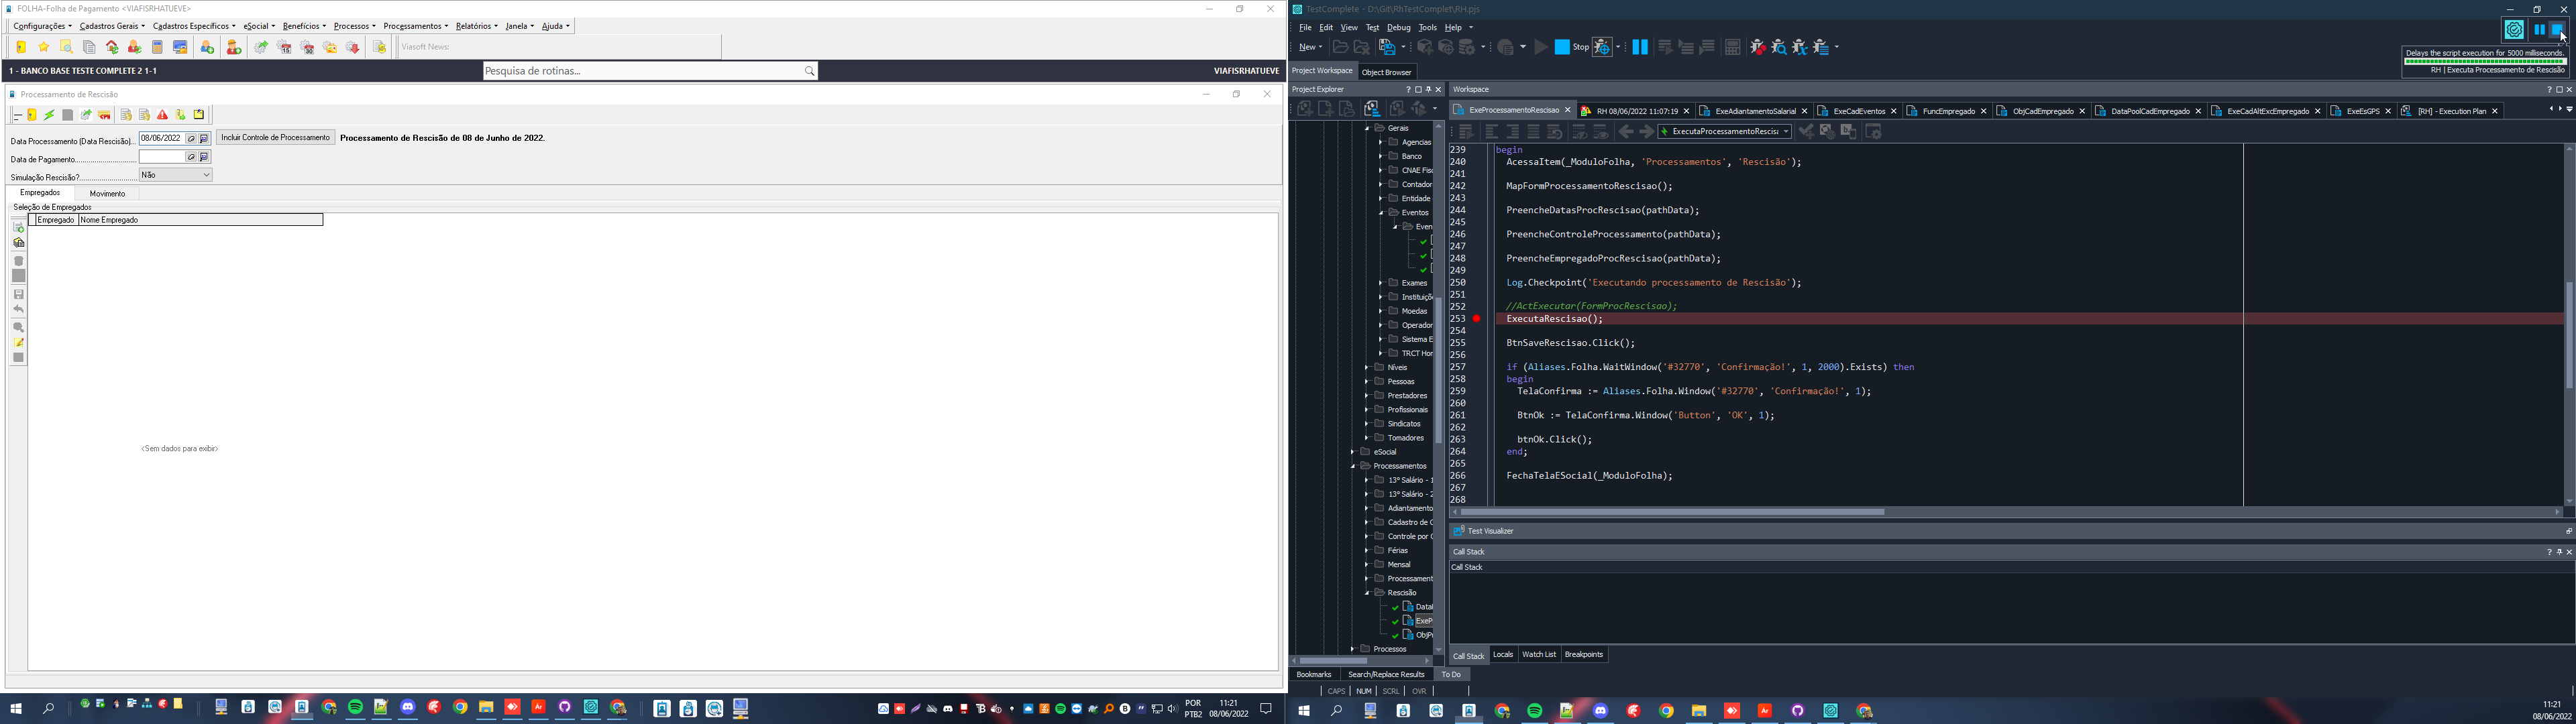 FOLHA-Folha de Pagamento <VIAFISRHATUEVE>
Configurações Cadastros Gerais Cadastros Específicos eSocial Benefícios Processos Processamentos Relatórios Janela Ajuda
Viasoft News:
1 - BANCO BASE TESTE COMPLETE 2 1-1
Pesquisa de rotinas...
VIAFISRHATUEVE
Processamento de Rescisão
Data Processamento (Data Rescisão)...
08/06/2022
Incluir Controle de Processamento
Processamento de Rescisão de 08 de Junho de 2022.
Data de Pagamento
Simulação Rescisão?
Não
Empregados
Movimento
Seleção de Empregados
Empregado
Nome Empregado
<Sem dados para exibir>
POR
PTB2
11:21
08/06/2022
TestComplete - D:\Git\RhTestComplet\RH.pjs
File Edit View Test Debug Tools Help
New
Stop
Delays the script execution for 5000 milliseconds.
RH | Executa Processamento de Rescisão
Project Workspace
Object Browser
Project Explorer
Workspace
ExeProcessamentoRescisao
RH 08/06/2022 11:07:19
ExeAdiantamentoSalarial
ExeCadEventos
FuncEmpregado
ObjCadEmpregado
DataPoolCadEmpregado
ExeCadAltExcEmpregado
ExeEsGPS
[RH] - Execution Plan
ExecutaProcessamentoRescis
Gerais
Agencias
Banco
CNAE Fis
Contador
Entidade
Eventos
Even
Exames
Instituiçõ
Moedas
Operador
Sistema E
TRCT Hor
Níveis
Pessoas
Prestadores
Profissionais
Sindicatos
Tomadores
eSocial
Processamentos
13º Salário - 1
13º Salário - 2
Adiantamento
Cadastro de C
Controle por C
Férias
Mensal
Processament
Rescisão
Datal
ExeP
ObjPr
Processos
239 begin
240 AcessaItem(_ModuloFolha, 'Processamentos', 'Rescisão');
241
242 MapFormProcessamentoRescisao();
243
244 PreencheDatasProcRescisao(pathData);
245
246 PreencheControleProcessamento(pathData);
247
248 PreencheEmpregadoProcRescisao(pathData);
249
250 Log.Checkpoint('Executando processamento de Rescisão');
251
252 //ActExecutar(FormProcRescisao);
253 ExecutaRescisao();
254
255 BtnSaveRescisao.Click();
256
257 if (Aliases.Folha.WaitWindow('#32770', 'Confirmação!', 1, 2000).Exists) then
258 begin
259 TelaConfirma := Aliases.Folha.Window('#32770', 'Confirmação!', 1);
260
261 BtnOk := TelaConfirma.Window('Button', 'OK', 1);
262
263 btnOk.Click();
264 end;
265
266 FechaTelaESocial(_ModuloFolha);
267
268
Test Visualizer
Call Stack
Call Stack
Call Stack Locals Watch List Breakpoints
Bookmarks Search/Replace Results To Do
CAPS NUM SCRL OVR
11:21
08/06/2022